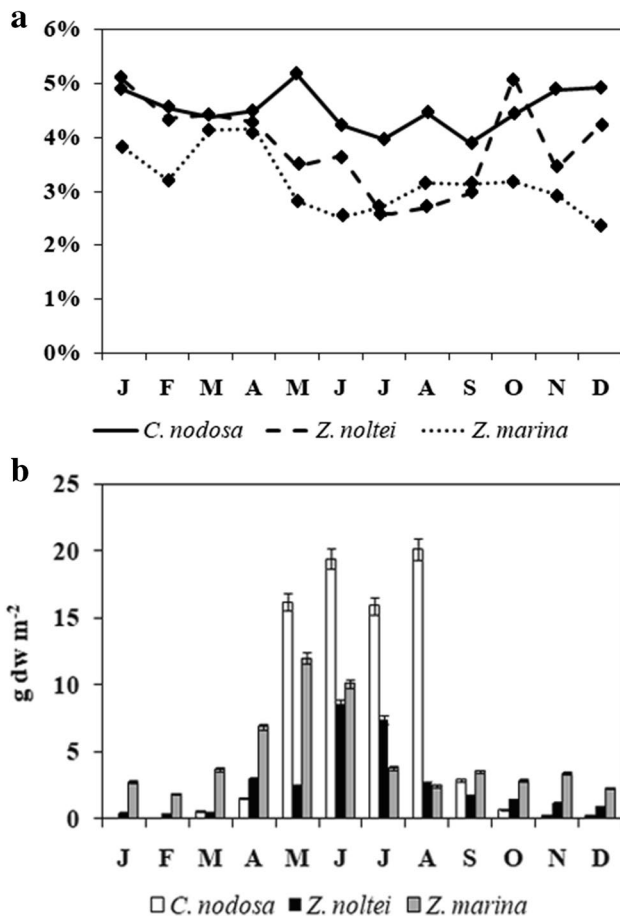 a
6%
5%
4%
3%
2%
1%
0%
J F M A M J J A S O N D
C. nodosa Z. noltei Z. marina
b
25
20
15
10
5
0
g dw m⁻²
J F M A M J J A S O N D
C. nodosa Z. noltei Z. marina